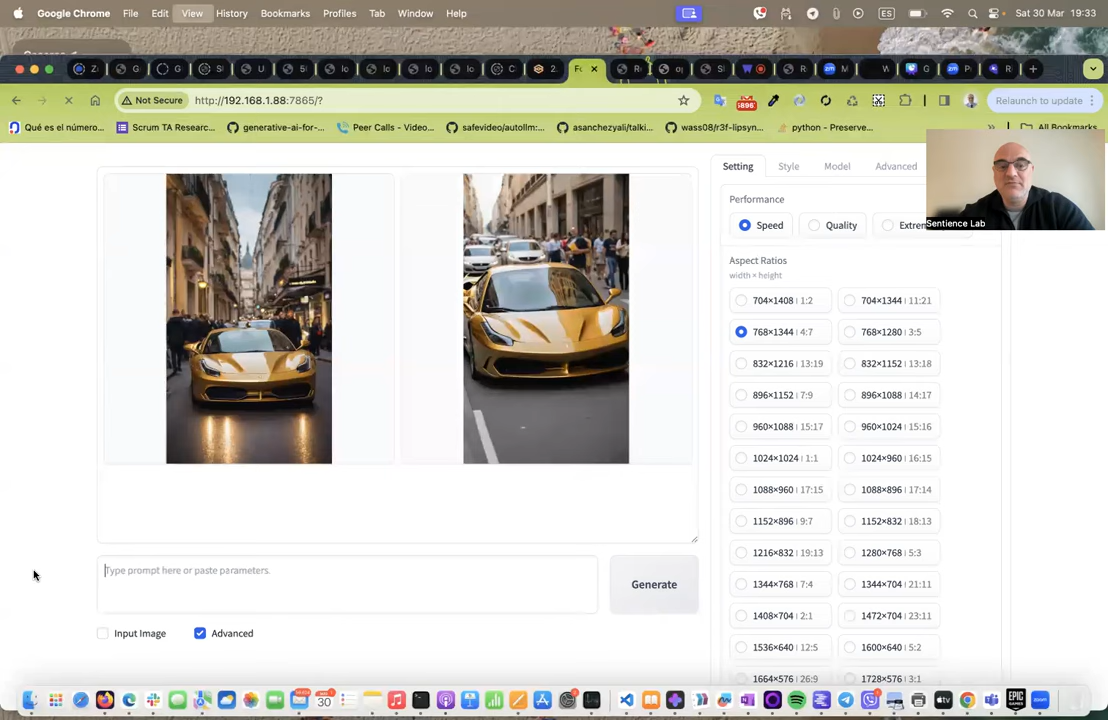 Google Chrome File Edit View History Bookmarks Profiles Tab Window Help ES Sat 30 Mar 19:33
Not Secure http://192.168.1.88:7865/? Relaunch to update
Qué es el número... Scrum TA Researc... generative-ai-for-... Peer Calls - Video... safevideo/autollm:... asanchezyali/talki... wass08/r3f-lipsyn... python - Preserve... All Bookmarks
Setting Style Model Advanced
Performance
Speed Quality Extrem
Sentience Lab
Aspect Ratios
width × height
704×1408 | 1:2 704×1344 | 11:21
768×1344 | 4:7 768×1280 | 3:5
832×1216 | 13:19 832×1152 | 13:18
896×1152 | 7:9 896×1088 | 14:17
960×1088 | 15:17 960×1024 | 15:16
1024×1024 | 1:1 1024×960 | 16:15
1088×960 | 17:15 1088×896 | 17:14
1152×896 | 9:7 1152×832 | 18:13
1216×832 | 19:13 1280×768 | 5:3
1344×768 | 7:4 1344×704 | 21:11
1408×704 | 2:1 1472×704 | 23:11
1536×640 | 12:5 1600×640 | 5:2
1664×576 | 26:9 1728×576 | 3:1
Type prompt here or paste parameters.
Generate
Input Image Advanced